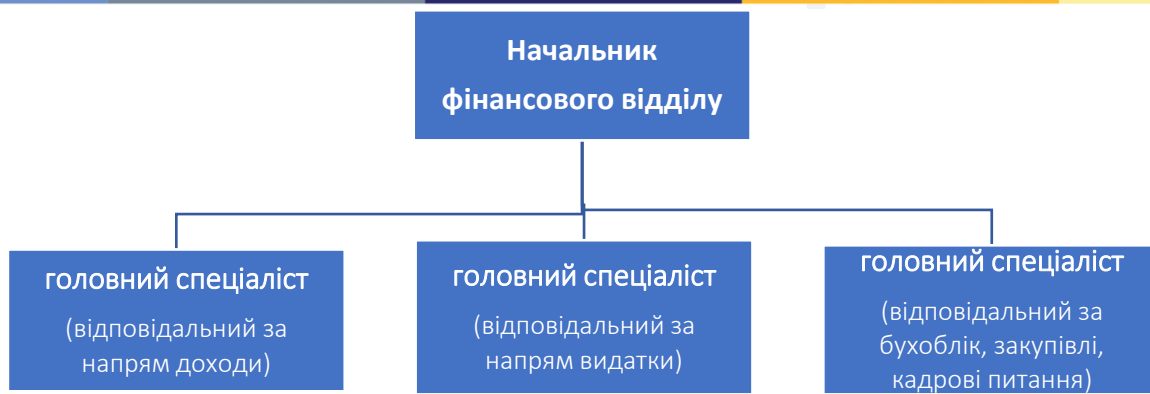 Начальник
фінансового відділу
головний спеціаліст
(відповідальний за
напрям доходи)
головний спеціаліст
(відповідальний за
напрям видатки)
головний спеціаліст
(відповідальний за
бухоблік, закупівлі,
кадрові питання)